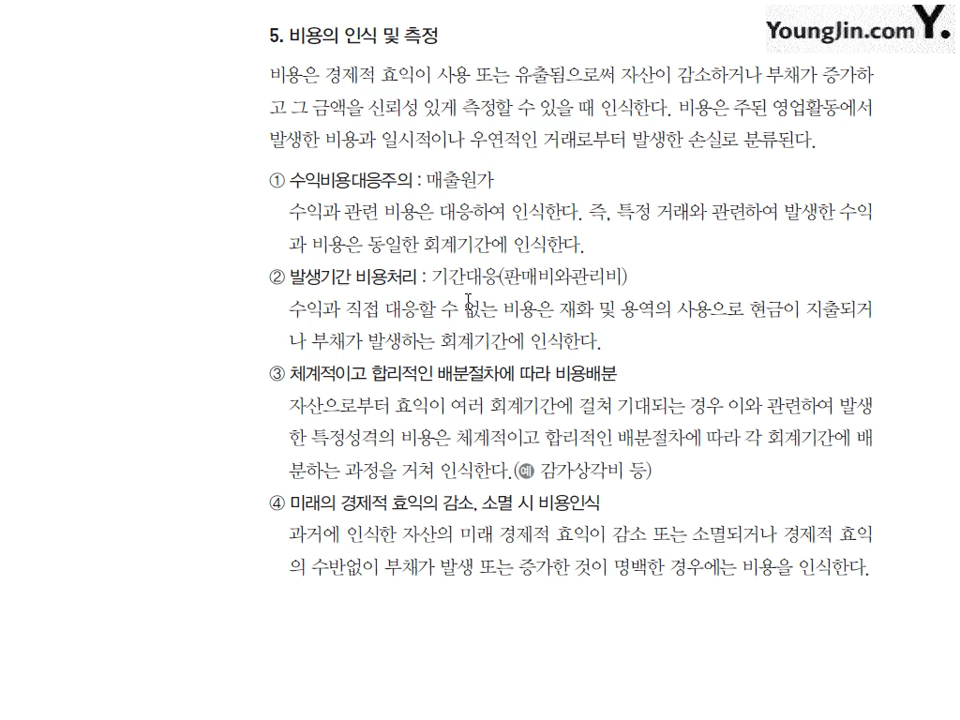 YoungJin.com Y.
5. 비용의 인식 및 측정
비용은 경제적 효익이 사용 또는 유출됨으로써 자산이 감소하거나 부채가 증가하
고 그 금액을 신뢰성 있게 측정할 수 있을 때 인식한다. 비용은 주된 영업활동에서
발생한 비용과 일시적이나 우연적인 거래로부터 발생한 손실로 분류된다.
① 수익비용대응주의 : 매출원가
수익과 관련 비용은 대응하여 인식한다. 즉, 특정 거래와 관련하여 발생한 수익
과 비용은 동일한 회계기간에 인식한다.
② 발생기간 비용처리 : 기간대응(판매비와관리비)
수익과 직접 대응할 수 없는 비용은 재화 및 용역의 사용으로 현금이 지출되거
나 부채가 발생하는 회계기간에 인식한다.
③ 체계적이고 합리적인 배분절차에 따라 비용배분
자산으로부터 효익이 여러 회계기간에 걸쳐 기대되는 경우 이와 관련하여 발생
한 특정성격의 비용은 체계적이고 합리적인 배분절차에 따라 각 회계기간에 배
분하는 과정을 거쳐 인식한다.(예 감가상각비 등)
④ 미래의 경제적 효익의 감소, 소멸 시 비용인식
과거에 인식한 자산의 미래 경제적 효익이 감소 또는 소멸되거나 경제적 효익
의 수반없이 부채가 발생 또는 증가한 것이 명백한 경우에는 비용을 인식한다.